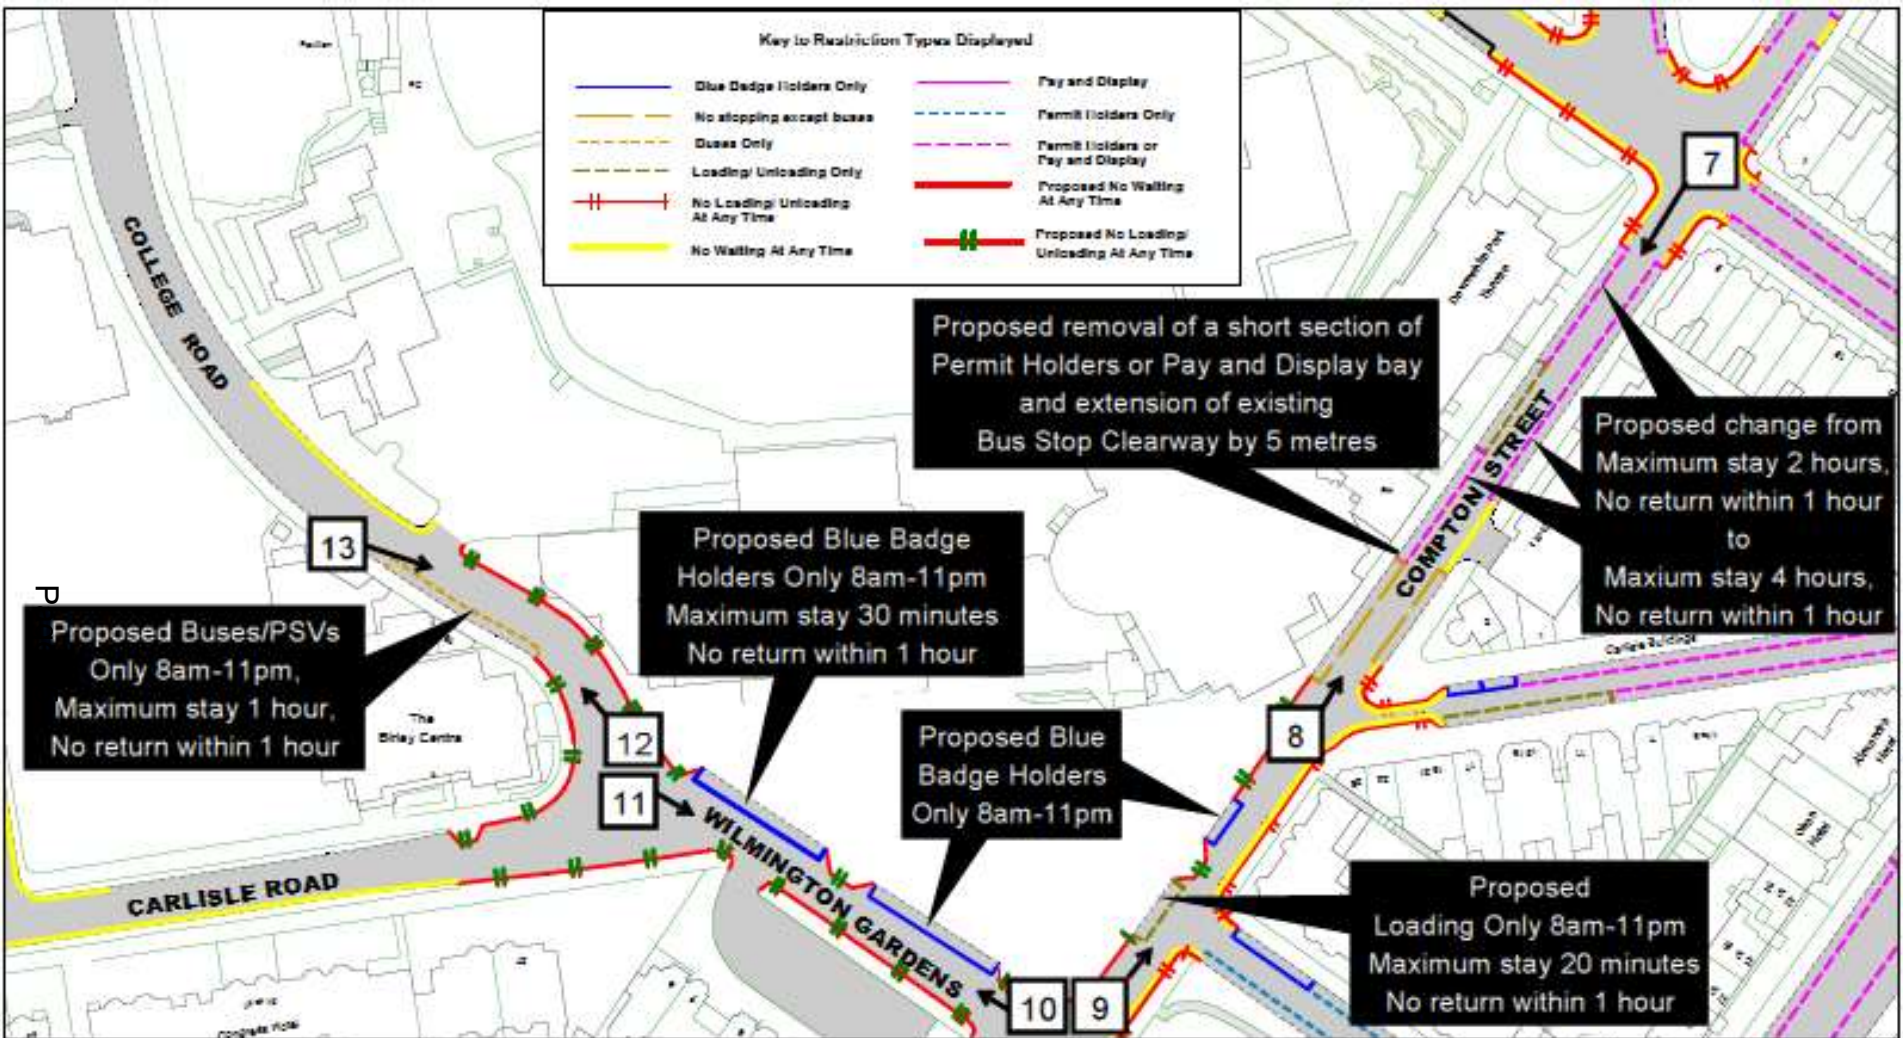 Key to Restriction Types Displayed
Blue Badge Holders Only
No stopping except buses
Buses Only
Loading/ Unloading Only
No Loading/ Unloading
At Any Time
No Waiting At Any Time
Pay and Display
Permit Holders Only
Permit Holders or
Pay and Display
Proposed No Waiting
At Any Time
Proposed No Loading/
Unloading At Any Time
Pavilion
COLLEGE ROAD
7
Devonshire Park
Theatre
Proposed removal of a short section of
Permit Holders or Pay and Display bay
and extension of existing
Bus Stop Clearway by 5 metres
Proposed change from
Maximum stay 2 hours,
No return within 1 hour
to
Maxium stay 4 hours,
No return within 1 hour
COMPTON STREET
13
Proposed Blue Badge
Holders Only 8am-11pm
Maximum stay 30 minutes
No return within 1 hour
P
Proposed Buses/PSVs
Only 8am-11pm,
Maximum stay 1 hour,
No return within 1 hour
The
Birley Centre
12
11
Proposed Blue
Badge Holders
Only 8am-11pm
8
Carlisle Buildings
WILMINGTON GARDENS
CARLISLE ROAD
Proposed
Loading Only 8am-11pm
Maximum stay 20 minutes
No return within 1 hour
10
9